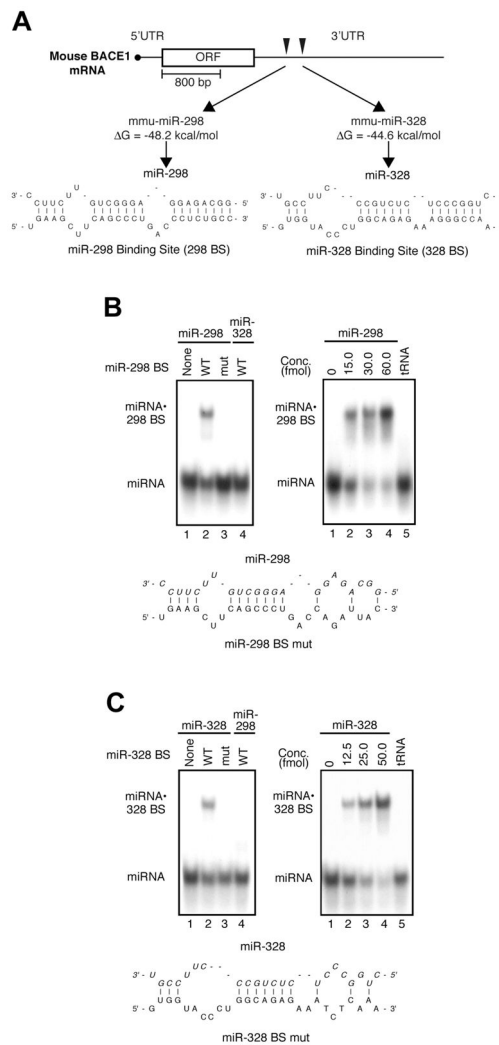 A
5'UTR 3'UTR
Mouse BACE1 mRNA
ORF
800 bp
mmu-miR-298 mmu-miR-328
ΔG = -48.2 kcal/mol ΔG = -44.6 kcal/mol
miR-298 miR-328
miR-298 Binding Site (298 BS) miR-328 Binding Site (328 BS)
B
miR-298 miR-328 miR-298
miR-298 BS None WT mut WT Conc. (fmol) 0 15.0 30.0 60.0 tRNA
miRNA• 298 BS miRNA• 298 BS
miRNA miRNA
1 2 3 4 1 2 3 4 5
miR-298
miR-298 BS mut
C
miR-328 miR-298 miR-328
miR-328 BS None WT mut WT Conc. (fmol) 0 12.5 25.0 50.0 tRNA
miRNA• 328 BS miRNA• 328 BS
miRNA miRNA
1 2 3 4 1 2 3 4 5
miR-328
miR-328 BS mut